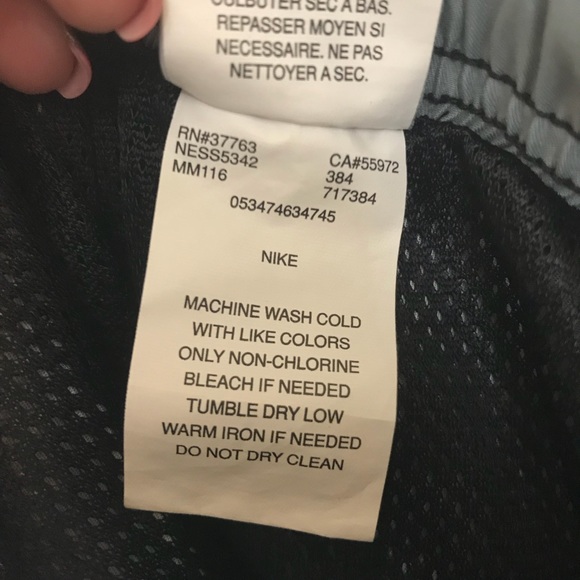 CULBUTER SEC À BAS.
REPASSER MOYEN SI
NECESSAIRE. NE PAS
NETTOYER A SEC.
RN#37763 CA#55972
NESS5342 384
MM116 717384
053474634745
NIKE
MACHINE WASH COLD
WITH LIKE COLORS
ONLY NON-CHLORINE
BLEACH IF NEEDED
TUMBLE DRY LOW
WARM IRON IF NEEDED
DO NOT DRY CLEAN